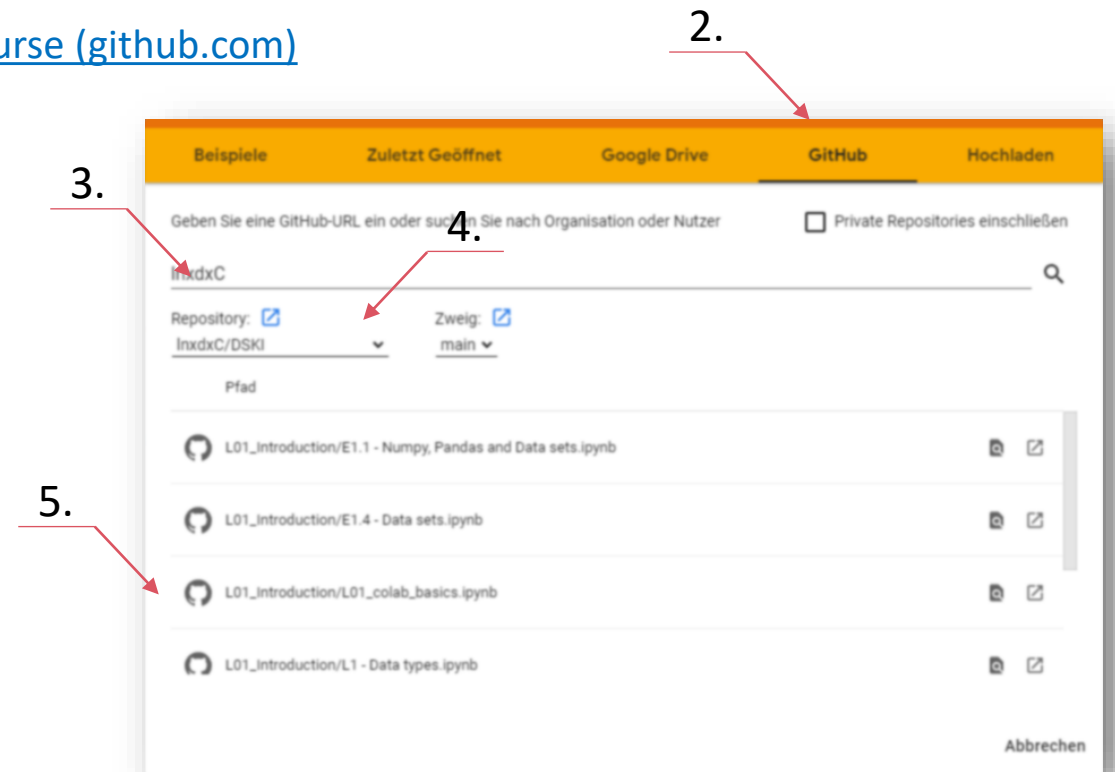 urse (github.com)
2.
Beispiele Zuletzt Geöffnet Google Drive GitHub Hochladen
3.
Geben Sie eine GitHub-URL ein oder suchen Sie nach Organisation oder Nutzer Private Repositories einschließen
4.
lnxdxC
Repository: Zweig:
lnxdxC/DSKI main
Pfad
L01_Introduction/E1.1 - Numpy, Pandas and Data sets.ipynb
5.
L01_Introduction/E1.4 - Data sets.ipynb
L01_Introduction/L01_colab_basics.ipynb
L01_Introduction/L1 - Data types.ipynb
Abbrechen